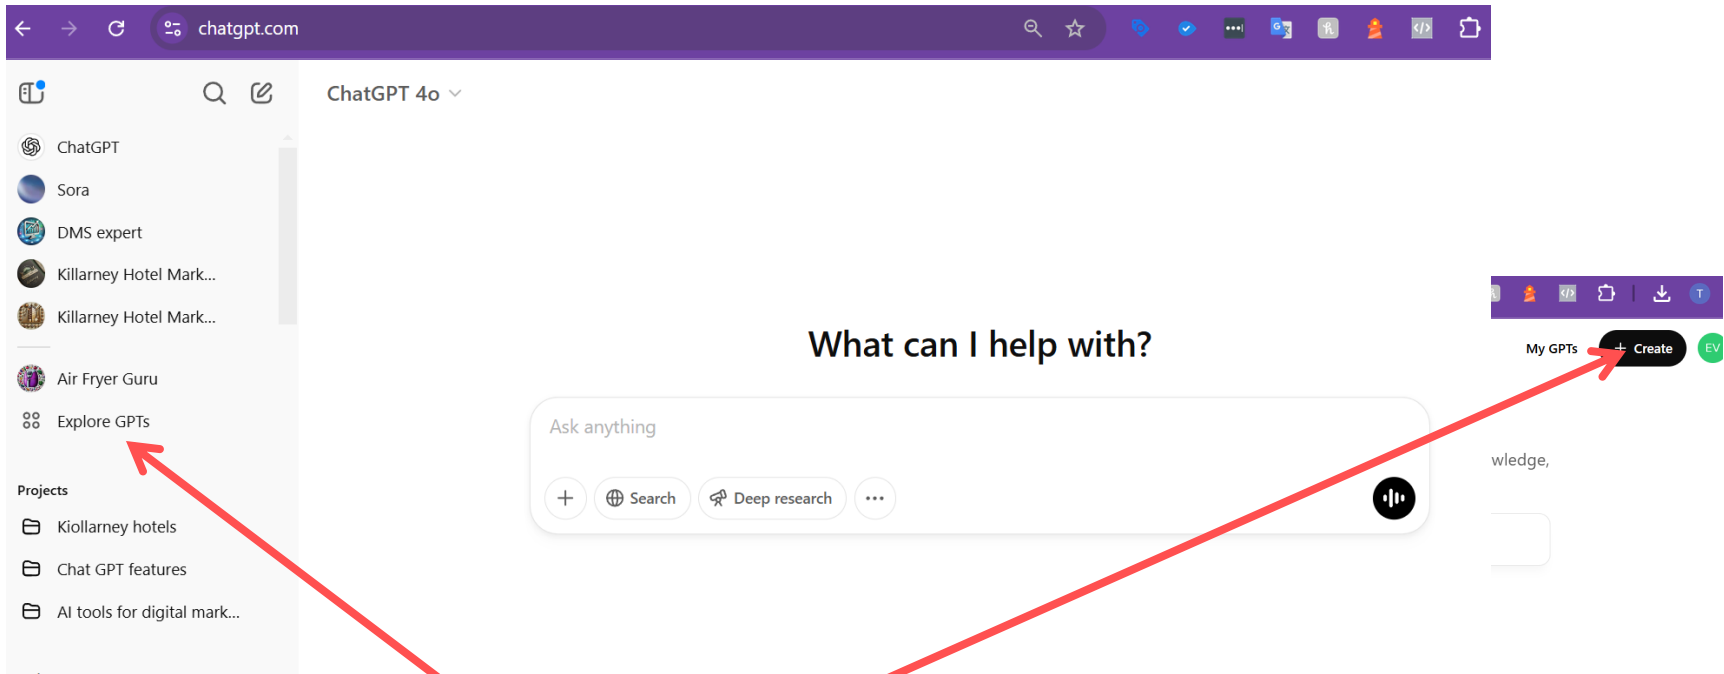 chatgpt.com
ChatGPT 4o
ChatGPT
Sora
DMS expert
Killarney Hotel Mark...
Killarney Hotel Mark...
Air Fryer Guru
Explore GPTs
Projects
Kiollarney hotels
Chat GPT features
AI tools for digital mark...
What can I help with?
Ask anything
Search
Deep research
T
My GPTs
+ Create
EV
wledge,